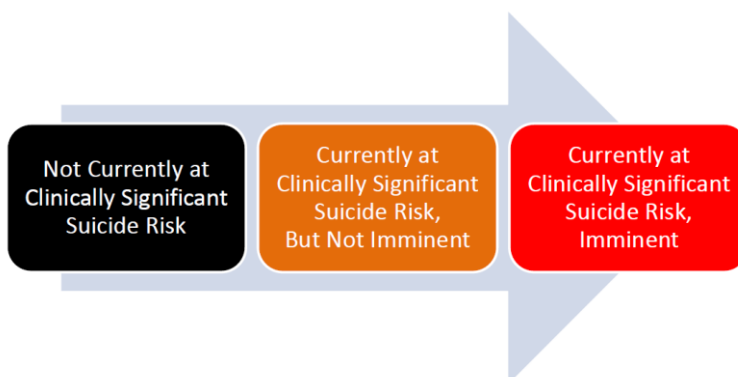 Not Currently at
Clinically Significant
Suicide Risk
Currently at
Clinically Significant
Suicide Risk,
But Not Imminent
Currently at
Clinically Significant
Suicide Risk,
Imminent